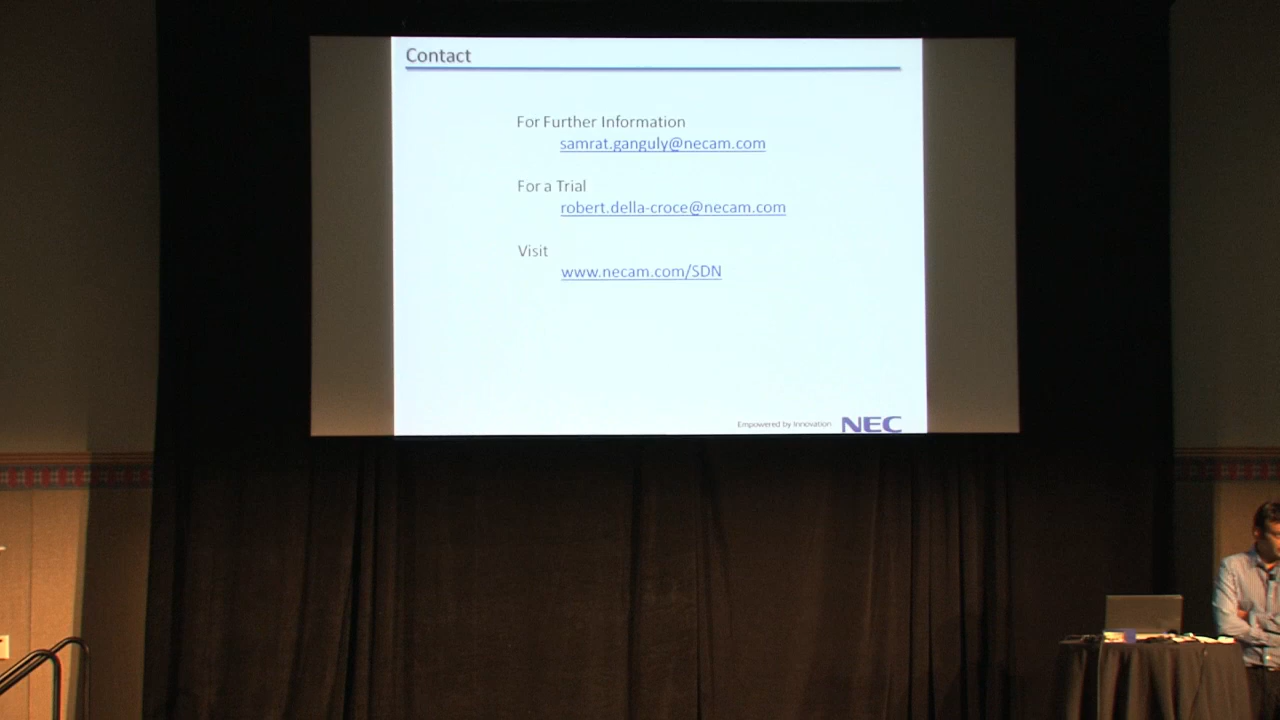 Contact
For Further Information
samrat.ganguly@necam.com
For a Trial
robert.della-croce@necam.com
Visit
www.necam.com/SDN
Empowered by Innovation NEC